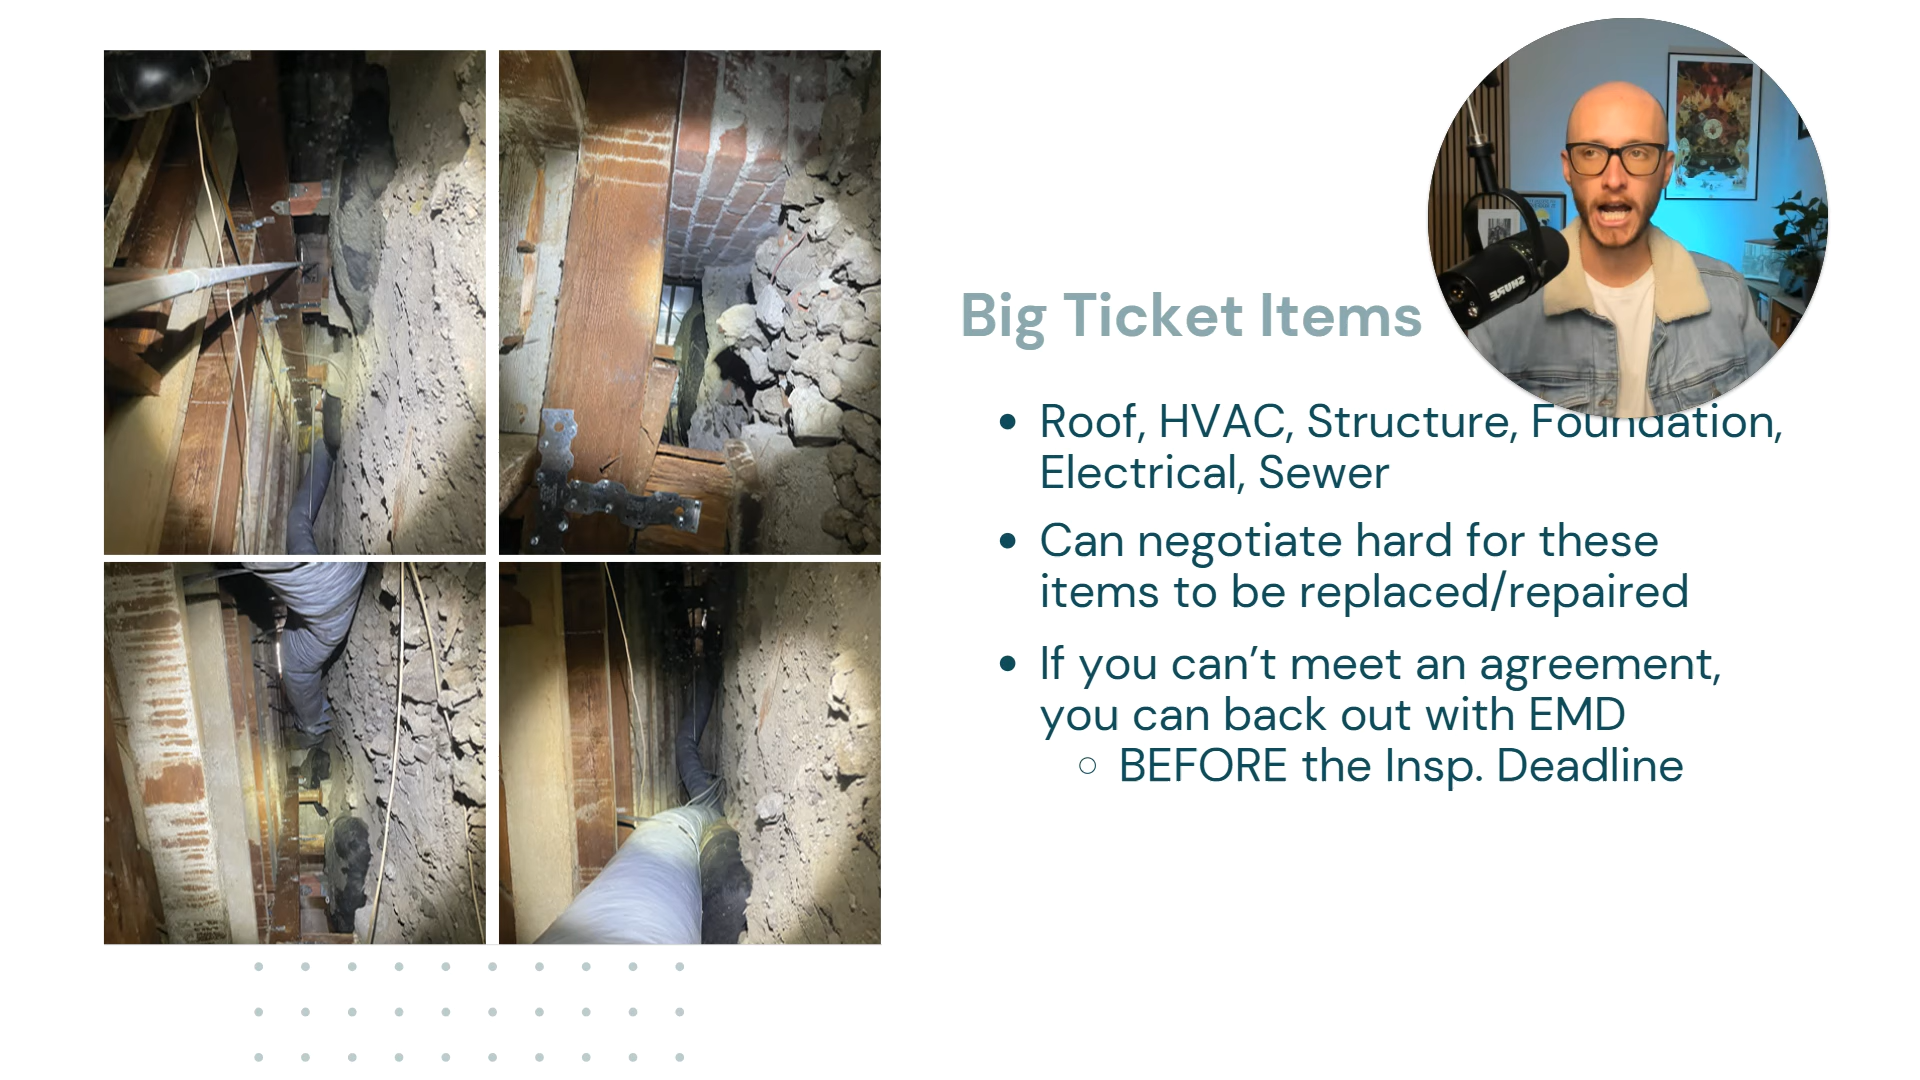 Big Ticket Items
Roof, HVAC, Structure, Foundation,
Electrical, Sewer
Can negotiate hard for these
items to be replaced/repaired
If you can’t meet an agreement,
you can back out with EMD
BEFORE the Insp. Deadline
SHURE